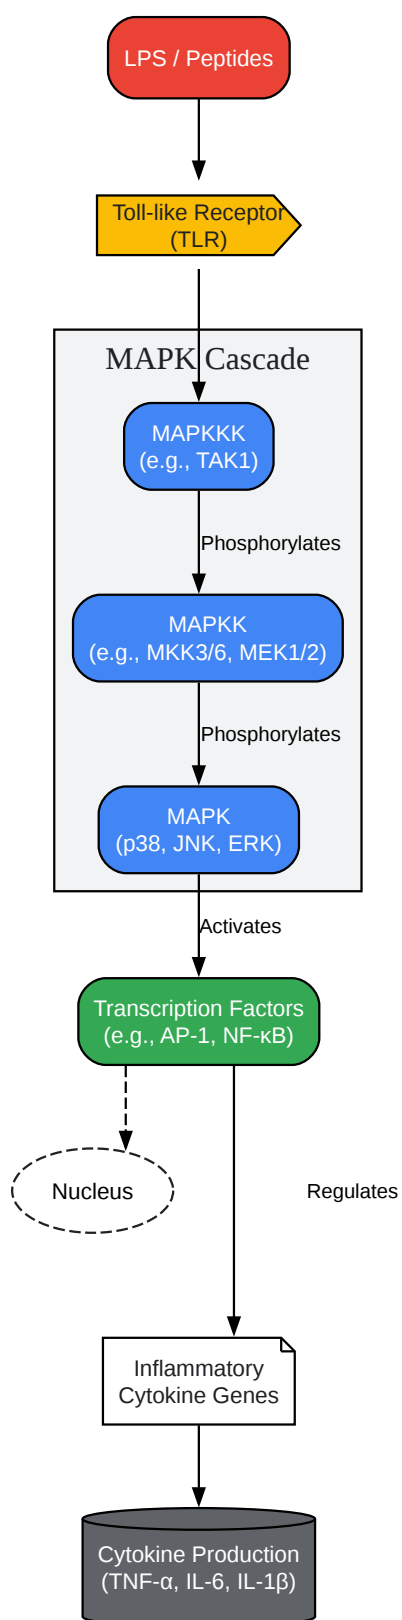 LPS / Peptides
Toll-like Receptor
(TLR)
MAPK Cascade
MAPKKK
(e.g., TAK1)
Phosphorylates
MAPKK
(e.g., MKK3/6, MEK1/2)
Phosphorylates
MAPK
(p38, JNK, ERK)
Activates
Transcription Factors
(e.g., AP-1, NF-κB)
Nucleus
Regulates
Inflammatory
Cytokine Genes
Cytokine Production
(TNF-α, IL-6, IL-1β)